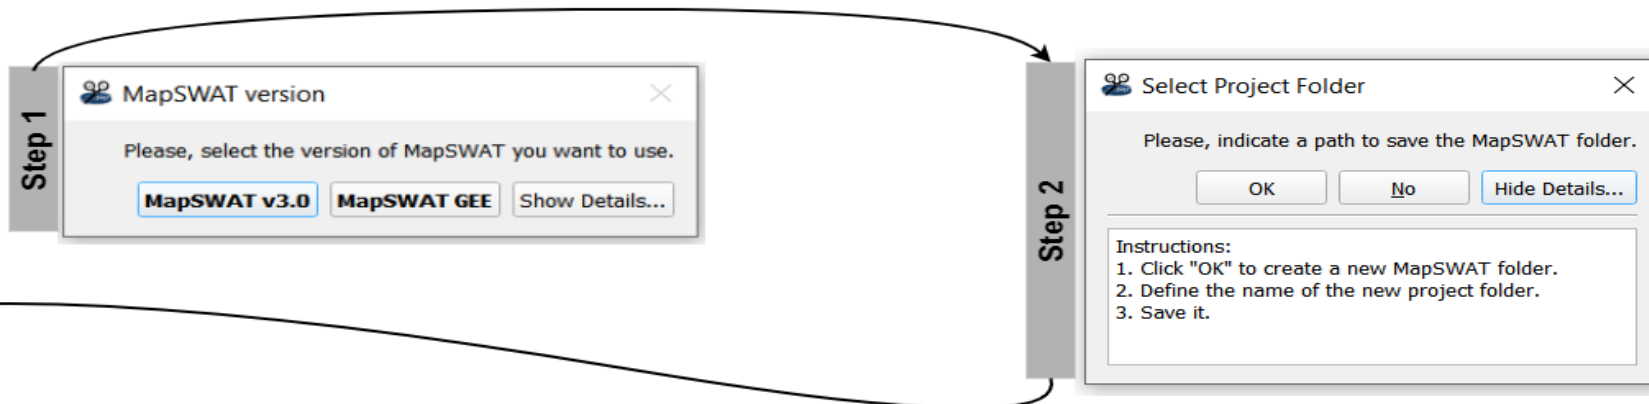 Step 1
MapSWAT version
Please, select the version of MapSWAT you want to use.
MapSWAT v3.0 MapSWAT GEE Show Details...
Step 2
Select Project Folder
Please, indicate a path to save the MapSWAT folder.
OK No Hide Details...
Instructions:
1. Click "OK" to create a new MapSWAT folder.
2. Define the name of the new project folder.
3. Save it.